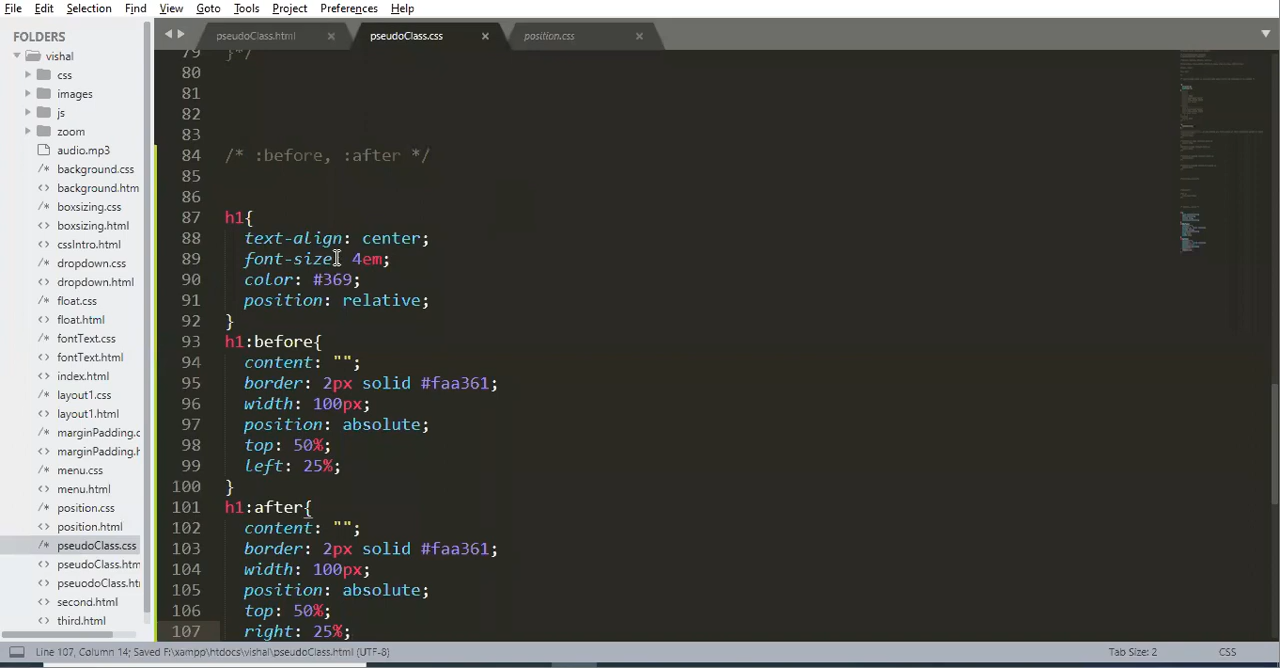 File Edit Selection Find View Goto Tools Project Preferences Help
FOLDERS
vishal
css
images
js
zoom
audio.mp3
/* background.css
<> background.htm
/* boxsizing.css
<> boxsizing.html
<> cssIntro.html
/* dropdown.css
<> dropdown.html
/* float.css
<> float.html
/* fontText.css
<> fontText.html
<> index.html
/* layout1.css
<> layout1.html
/* marginPadding.c
<> marginPadding.h
/* menu.css
<> menu.html
/* position.css
<> position.html
/* pseudoClass.css
<> pseudoClass.htm
<> pseuodoClass.ht
<> second.html
<> third.html
pseudoClass.html × pseudoClass.css × position.css ×
79 }*/
80
81
82
83
84 /* :before, :after */
85
86
87 h1{
88 text-align: center;
89 font-size: 4em;
90 color: #369;
91 position: relative;
92 }
93 h1:before{
94 content: "";
95 border: 2px solid #faa361;
96 width: 100px;
97 position: absolute;
98 top: 50%;
99 left: 25%;
100 }
101 h1:after{
102 content: "";
103 border: 2px solid #faa361;
104 width: 100px;
105 position: absolute;
106 top: 50%;
107 right: 25%;
Line 107, Column 14; Saved F:\xampp\htdocs\vishal\pseudoClass.html (UTF-8) Tab Size: 2 CSS